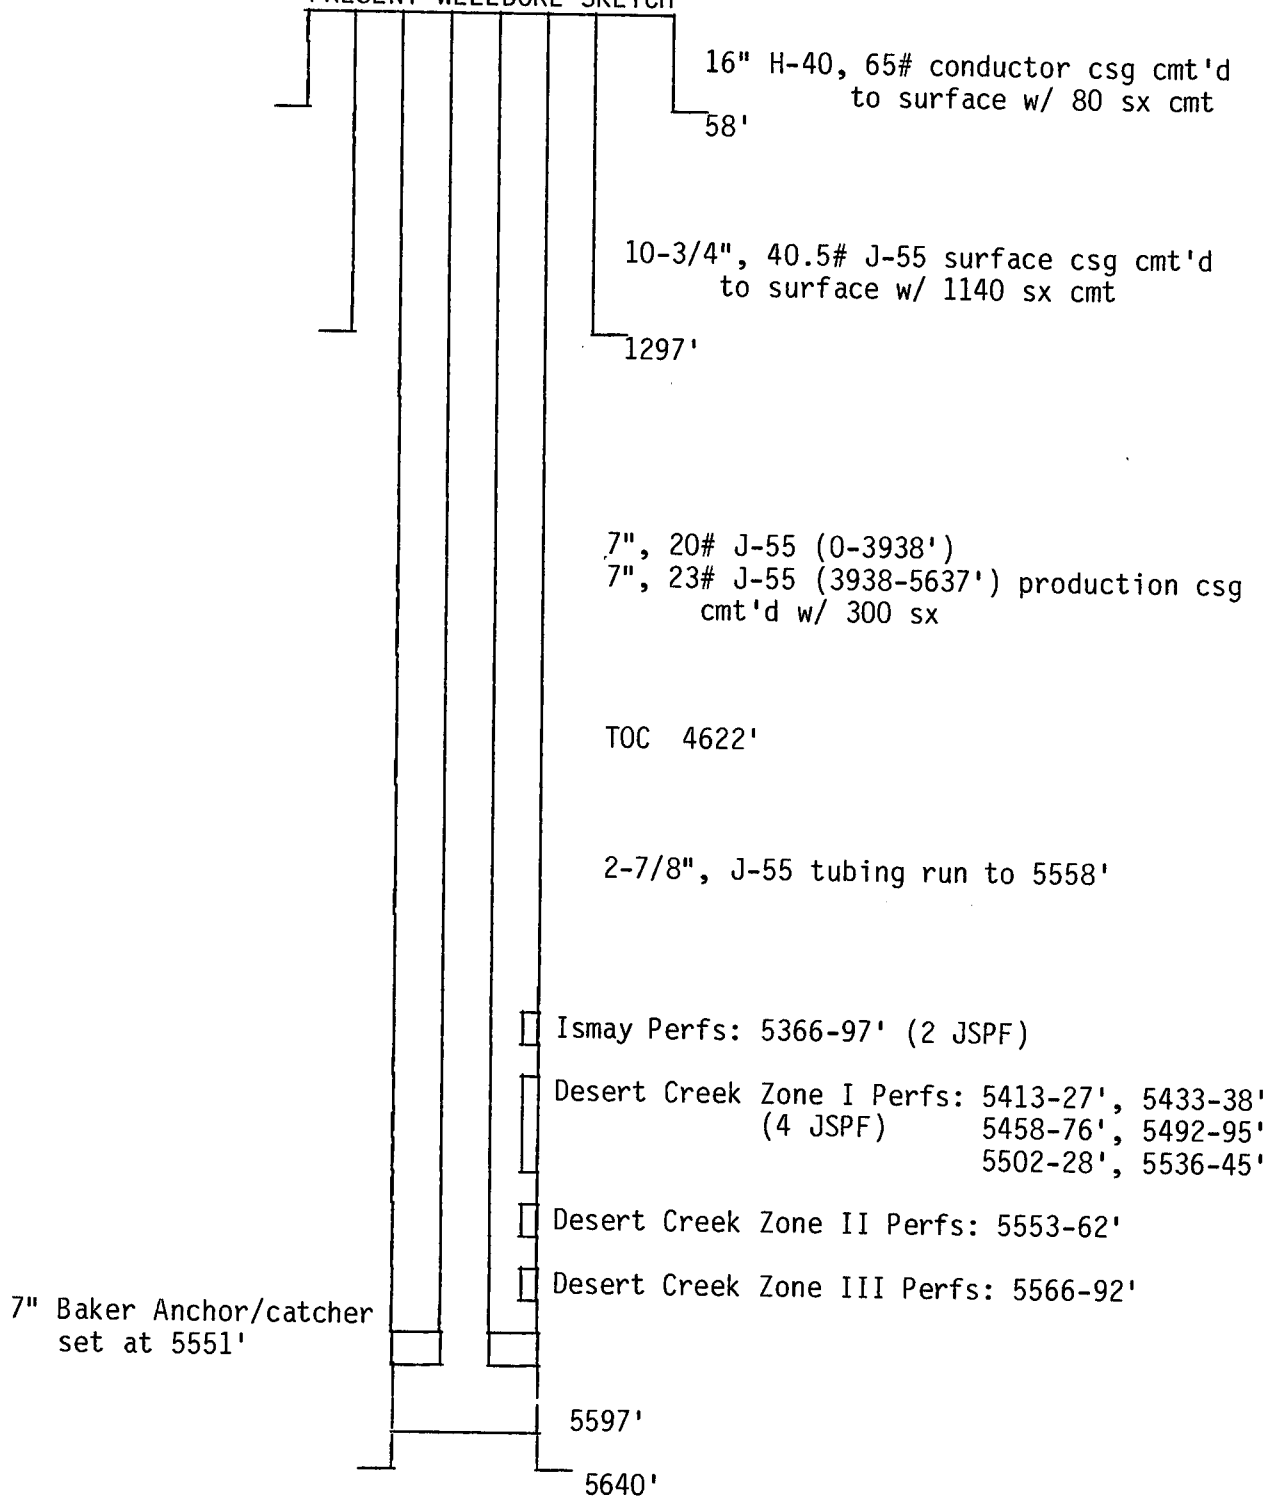 PRESENT WELLBORE SKETCH
16" H-40, 65# conductor csg cmt'd
to surface w/ 80 sx cmt
58'
10-3/4", 40.5# J-55 surface csg cmt'd
to surface w/ 1140 sx cmt
1297'
7", 20# J-55 (0-3938')
7", 23# J-55 (3938-5637') production csg
cmt'd w/ 300 sx
TOC 4622'
2-7/8", J-55 tubing run to 5558'
Ismay Perfs: 5366-97' (2 JSPF)
Desert Creek Zone I Perfs: 5413-27', 5433-38'
(4 JSPF) 5458-76', 5492-95'
5502-28', 5536-45'
Desert Creek Zone II Perfs: 5553-62'
Desert Creek Zone III Perfs: 5566-92'
7" Baker Anchor/catcher
set at 5551'
5597'
5640'